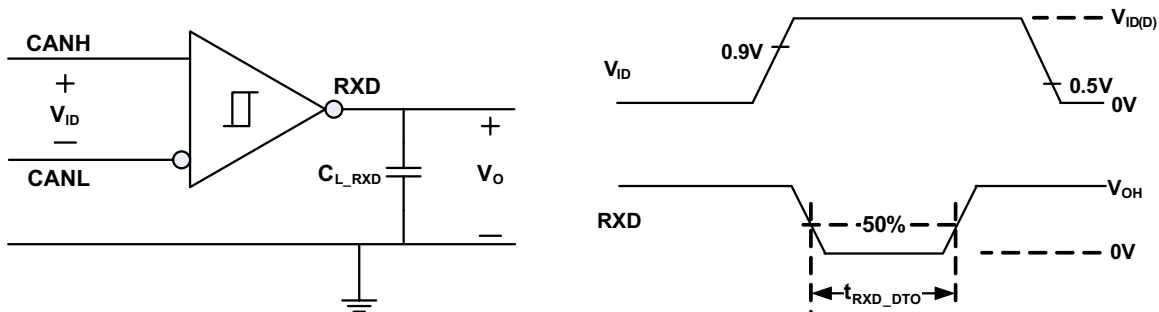 CANH
+
V_ID
—
CANL
RXD
C_L_RXD
+
V_O
—
V_ID
0.9V
V_ID(D)
0.5V
0V
RXD
50%
V_OH
0V
t_RXD_DTO